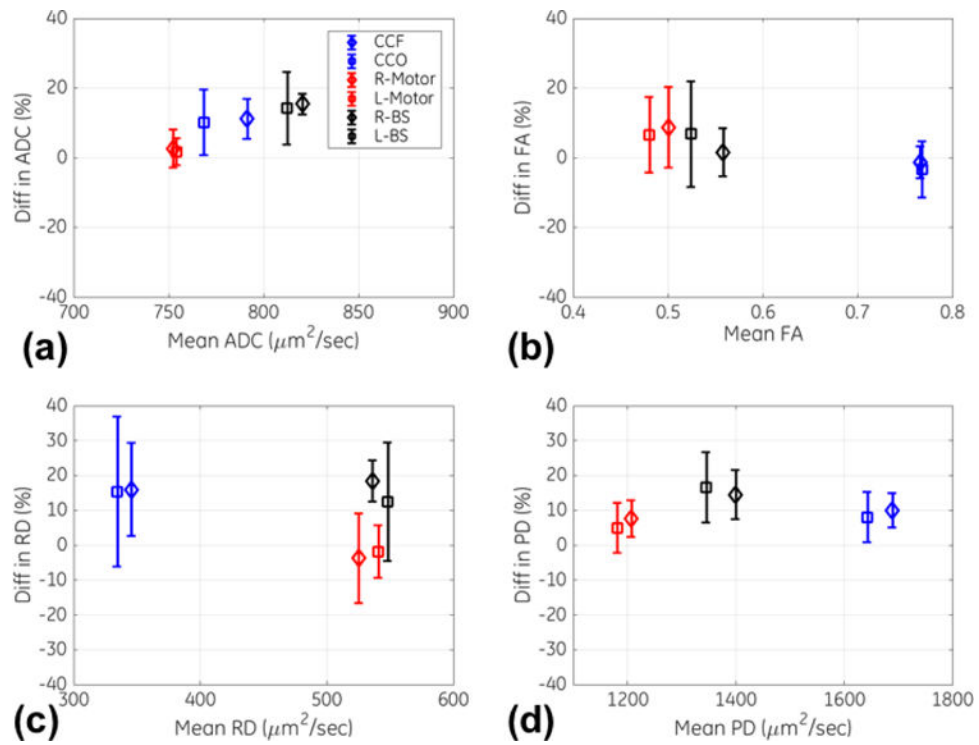 40
20
0
-20
-40
Diff in ADC (%)
CCF
CCO
R-Motor
L-Motor
R-BS
L-BS
700 750 800 850 900
Mean ADC (μm²/sec)
(a)
40
20
0
-20
-40
Diff in FA (%)
0.4 0.5 0.6 0.7 0.8
Mean FA
(b)
40
30
20
10
0
-10
-20
-30
-40
Diff in RD (%)
300 400 500 600
Mean RD (μm²/sec)
(c)
40
30
20
10
0
-10
-20
-30
-40
Diff in PD (%)
1200 1400 1600 1800
Mean PD (μm²/sec)
(d)